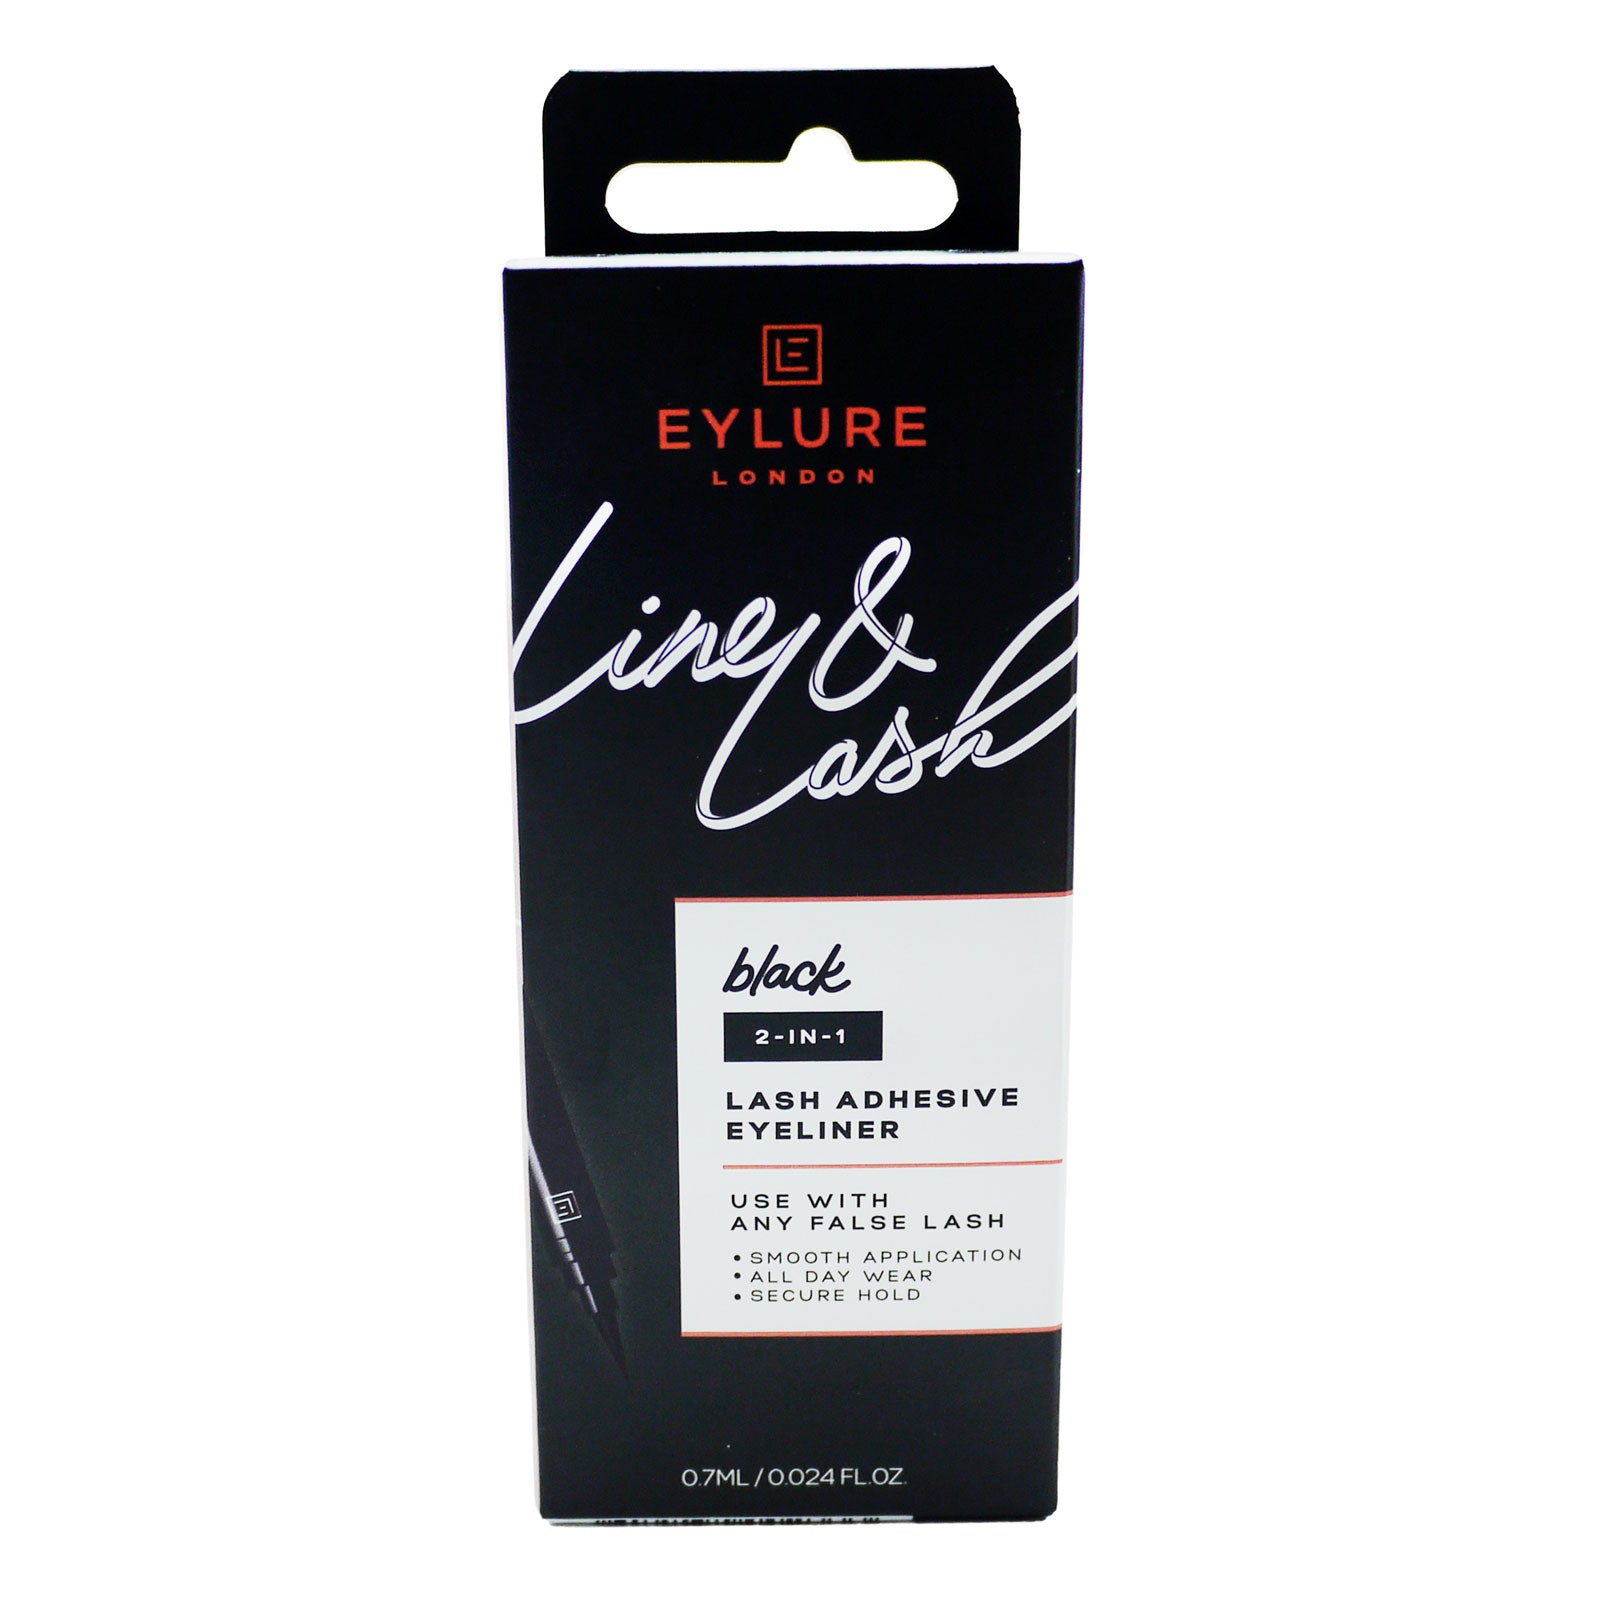 EYLURE
LONDON
Line &
Lash
black
2-IN-1
LASH ADHESIVE
EYELINER
USE WITH
ANY FALSE LASH
• SMOOTH APPLICATION
• ALL DAY WEAR
• SECURE HOLD
0.7ML / 0.024 FL.OZ.